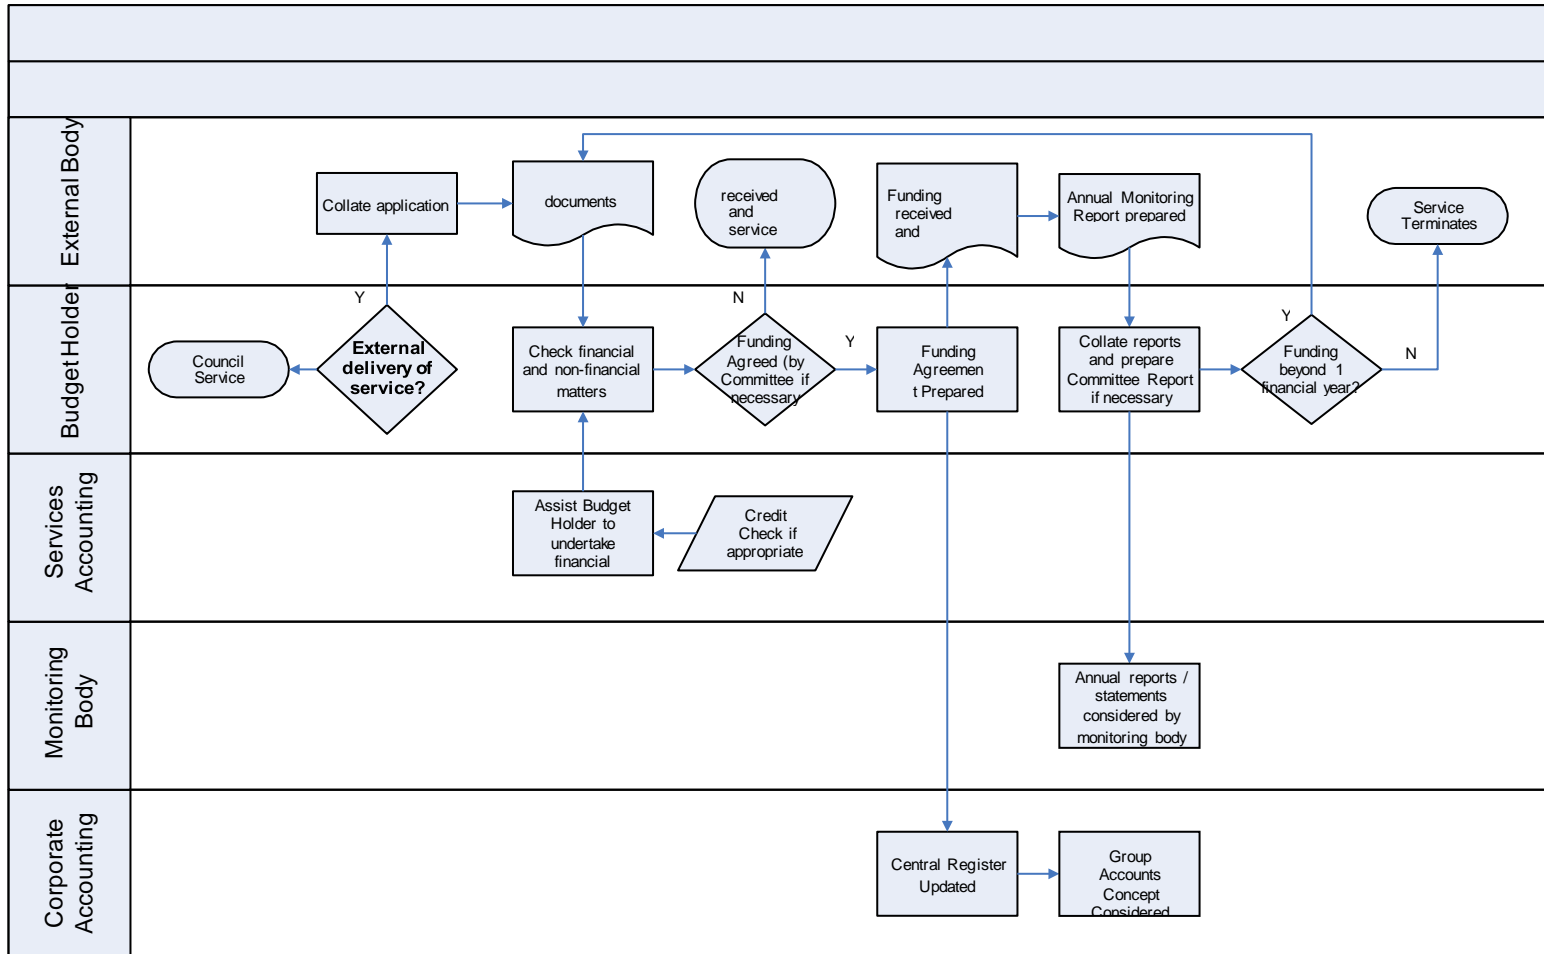 External Body
Collate application
documents
received
and
service
Funding
received
and
Annual Monitoring
Report prepared
Service
Terminates
Budget Holder
Y
N
Y
Y
N
Council
Service
External
delivery of
service?
Check financial
and non-financial
matters
Funding
Agreed (by
Committee if
necessary
Funding
Agreemen
t Prepared
Collate reports
and prepare
Committee Report
if necessary
Funding
beyond 1
financial year?
Services
Accounting
Assist Budget
Holder to
undertake
financial
Credit
Check if
appropriate
Monitoring
Body
Annual reports /
statements
considered by
monitoring body
Corporate
Accounting
Central Register
Updated
Group
Accounts
Concept
Considered